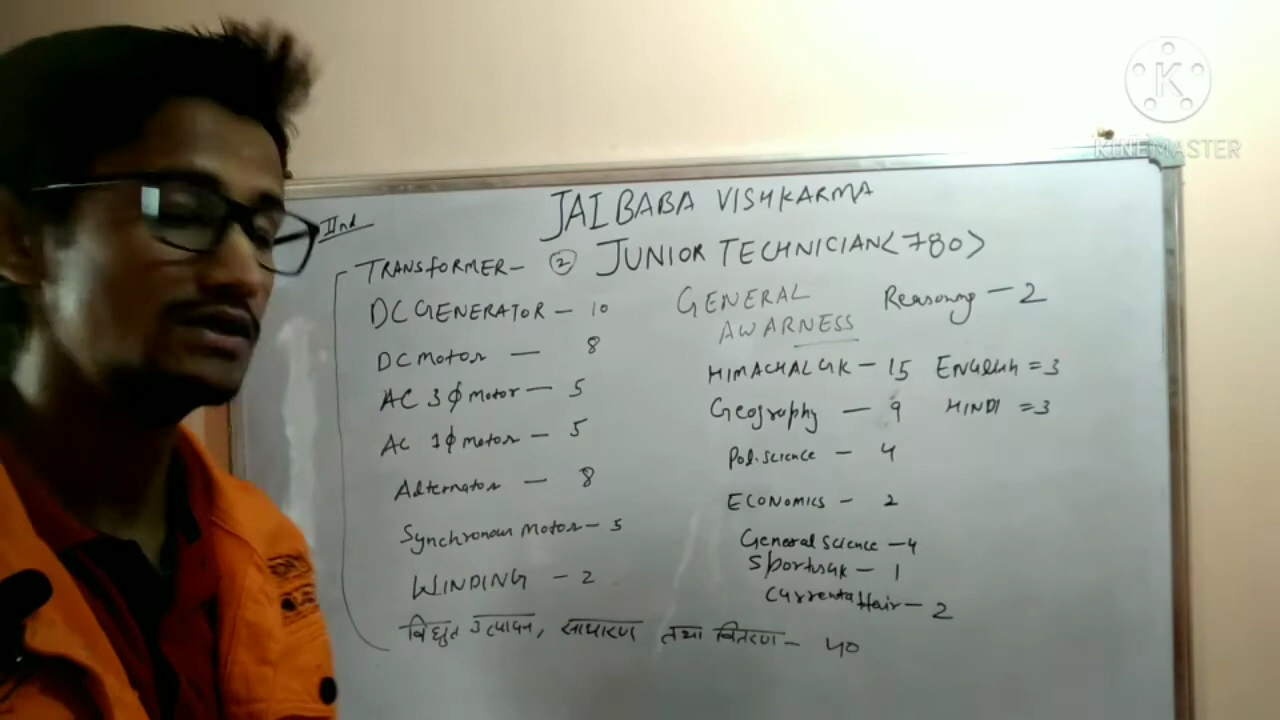 KINEMASTER
JAI BABA VISHKARMA
IInd
TRANSFORMER- ② JUNIOR TECHNICIAN <780>
DC GENERATOR - 10
DC Motor - 8
AC 3 ϕ motor - 5
AC 1ϕ motor - 5
Alternator - 8
Synchronous Motor - 5
WINDING - 2
विद्युत उत्पादन, साधारण तथा वितरण - 40
GENERAL
AWARNESS
Reasoning - 2
HIMACHAL GK - 15 English = 3
Geography - 9 HINDI = 3
Pol. science - 4
ECONOMICS - 2
General science - 4
Sports GK - 1
Current affair - 2